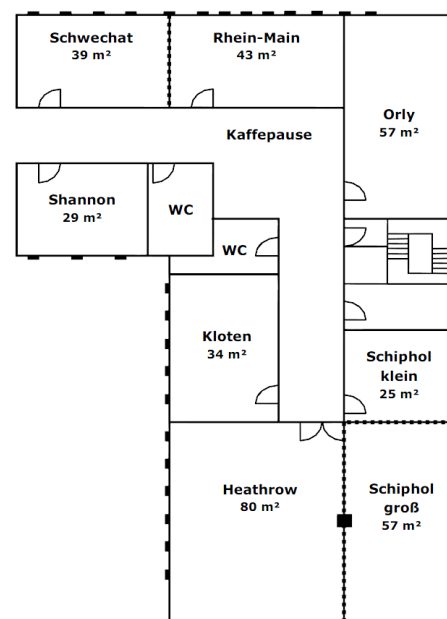 Schwechat
39 m²
Rhein-Main
43 m²
Orly
57 m²
Kaffepause
Shannon
29 m²
WC
WC
Kloten
34 m²
Schiphol
klein
25 m²
Heathrow
80 m²
Schiphol
groß
57 m²